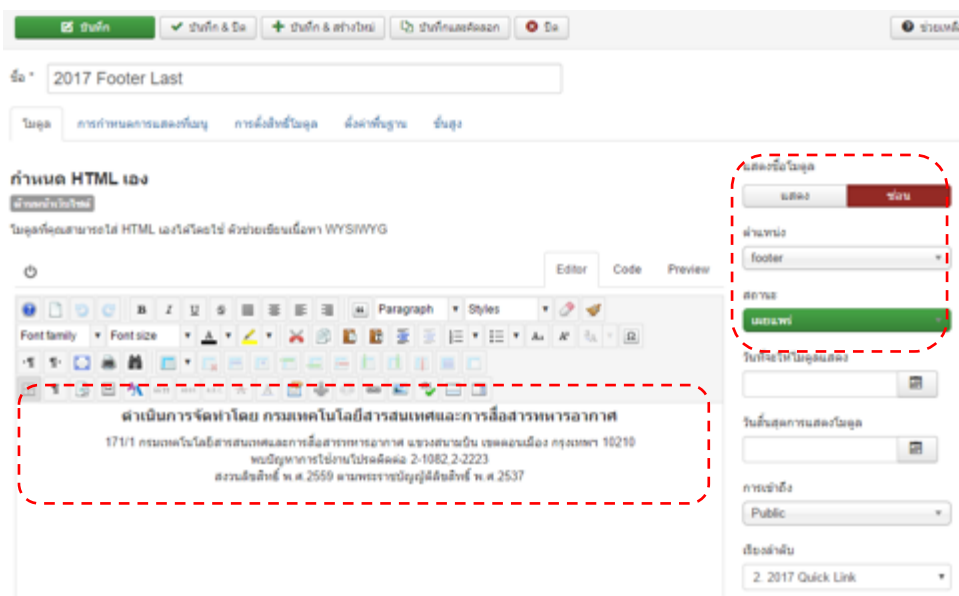 บันทึก
บันทึก & ปิด
บันทึก & สร้างใหม่
บันทึกและคัดลอก
ปิด
ช่วยเหลื
ชื่อ *
2017 Footer Last
โมดูล
การกำหนดการแสดงที่เมนู
การตั้งสิทธิ์โมดูล
ตั้งค่าพื้นฐาน
ขั้นสูง
กำหนด HTML เอง
โมดูลที่คุณสามารถใส่ HTML เองได้โดยใช้ ตัวช่วยเขียนเนื้อหา WYSIWYG
Editor
Code
Preview
Paragraph
Styles
Font family
Font size
ดำเนินการจัดทำโดย กรมเทคโนโลยีสารสนเทศและการสื่อสารทหารอากาศ
171/1 กรมเทคโนโลยีสารสนเทศและการสื่อสารทหารอากาศ แขวงสนามบิน เขตดอนเมือง กรุงเทพฯ 10210
พบปัญหาการใช้งานโปรดติดต่อ 2-1082,2-2223
สงวนลิขสิทธิ์ พ.ศ.2559 ตามพระราชบัญญัติลิขสิทธิ์ พ.ศ.2537
แสดงชื่อโมดูล
แสดง
ซ่อน
ตำแหน่ง
footer
สถานะ
เผยแพร่
วันที่จะให้โมดูลแสดง
วันสิ้นสุดการแสดงโมดูล
การเข้าถึง
Public
เรียงลำดับ
2. 2017 Quick Link